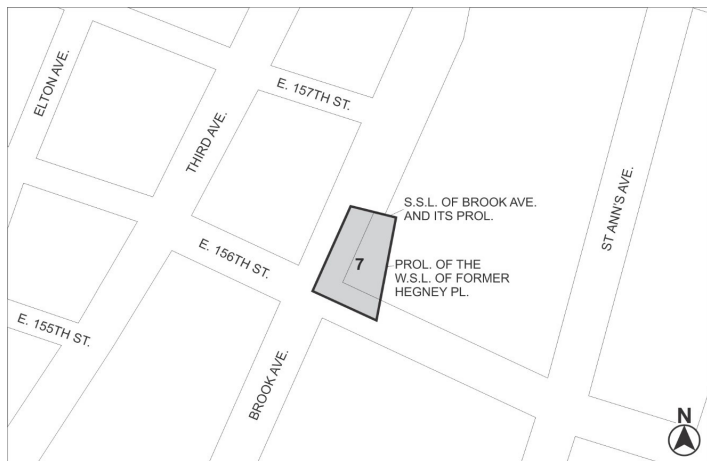 ELTON AVE.
THIRD AVE.
E. 157TH ST.
S.S.L. OF BROOK AVE.
AND ITS PROL.
ST ANN'S AVE.
E. 156TH ST.
7
PROL. OF THE
W.S.L. OF FORMER
HEGNEY PL.
E. 155TH ST.
BROOK AVE.
N